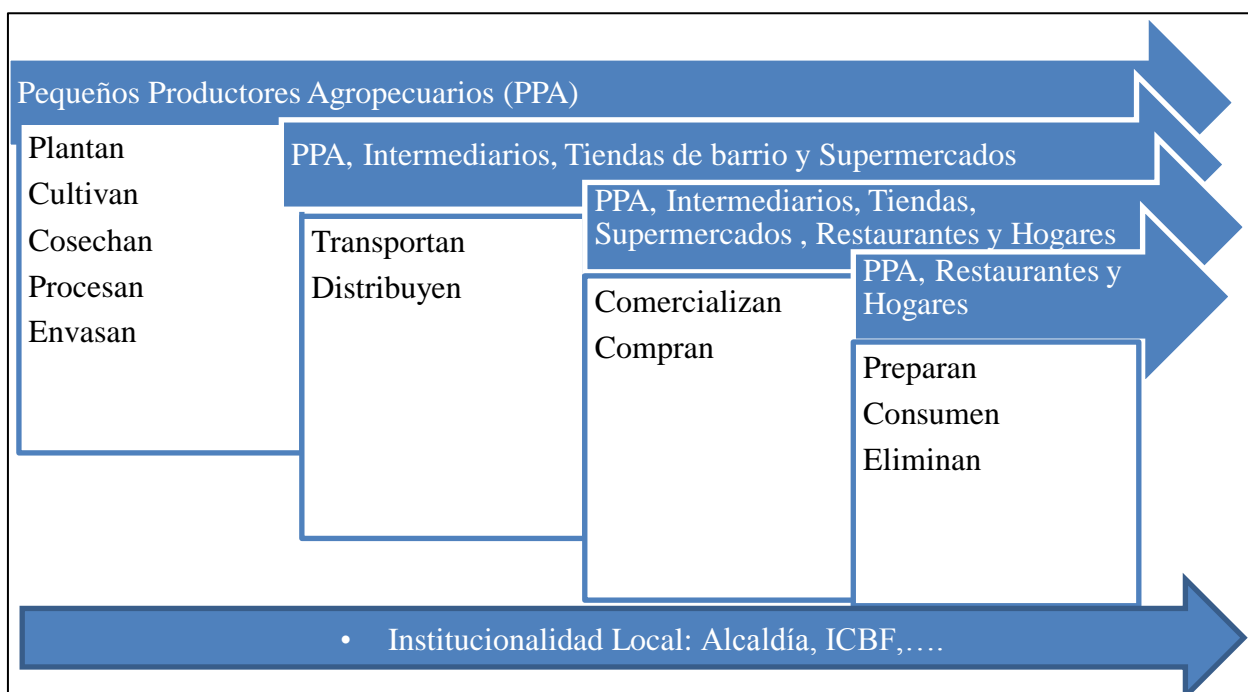 Pequeños Productores Agropecuarios (PPA)
Plantan
Cultivan
Cosechan
Procesan
Envasan
PPA, Intermediarios, Tiendas de barrio y Supermercados
Transportan
Distribuyen
PPA, Intermediarios, Tiendas,
Supermercados , Restaurantes y Hogares
Comercializan
Compran
PPA, Restaurantes y
Hogares
Preparan
Consumen
Eliminan
• Institucionalidad Local: Alcaldía, ICBF,….